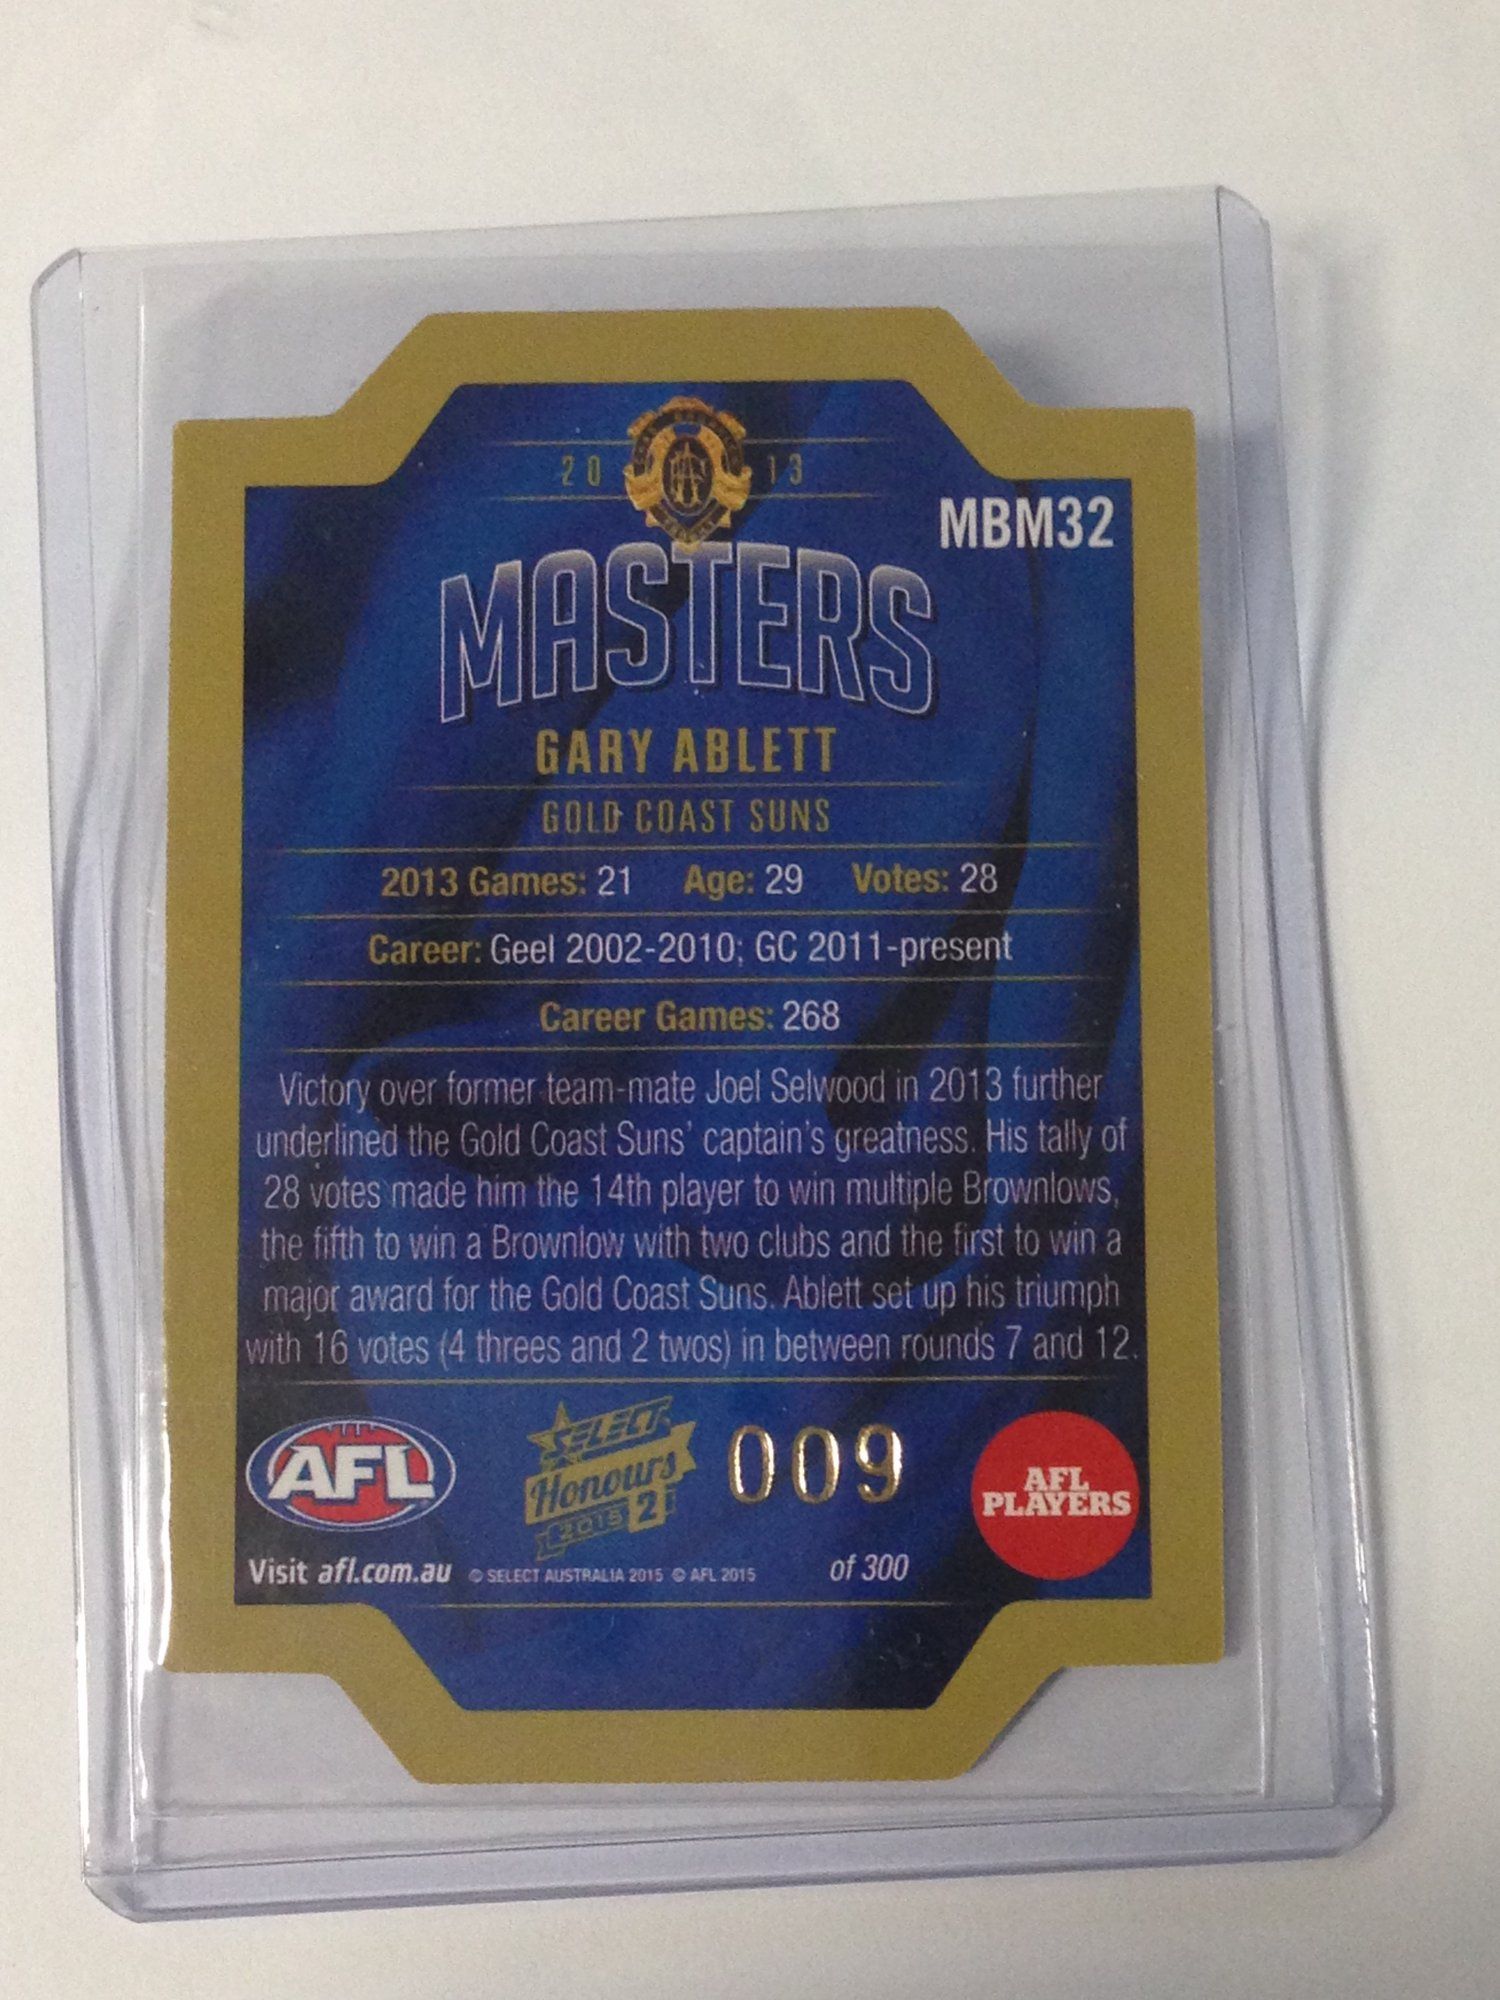 20 13
MBM32
MASTERS
GARY ABLETT
GOLD COAST SUNS
2013 Games: 21 Age: 29 Votes: 28
Career: Geel 2002-2010; GC 2011-present
Career Games: 268
Victory over former team-mate Joel Selwood in 2013 further
underlined the Gold Coast Suns' captain's greatness. His tally of
28 votes made him the 14th player to win multiple Brownlows,
the fifth to win a Brownlow with two clubs and the first to win a
major award for the Gold Coast Suns. Ablett set up his triumph
with 16 votes (4 threes and 2 twos) in between rounds 7 and 12.
AFL
SELECT
Honours
2015 2
009
AFL
PLAYERS
Visit afl.com.au © SELECT AUSTRALIA 2015 © AFL 2015 of 300